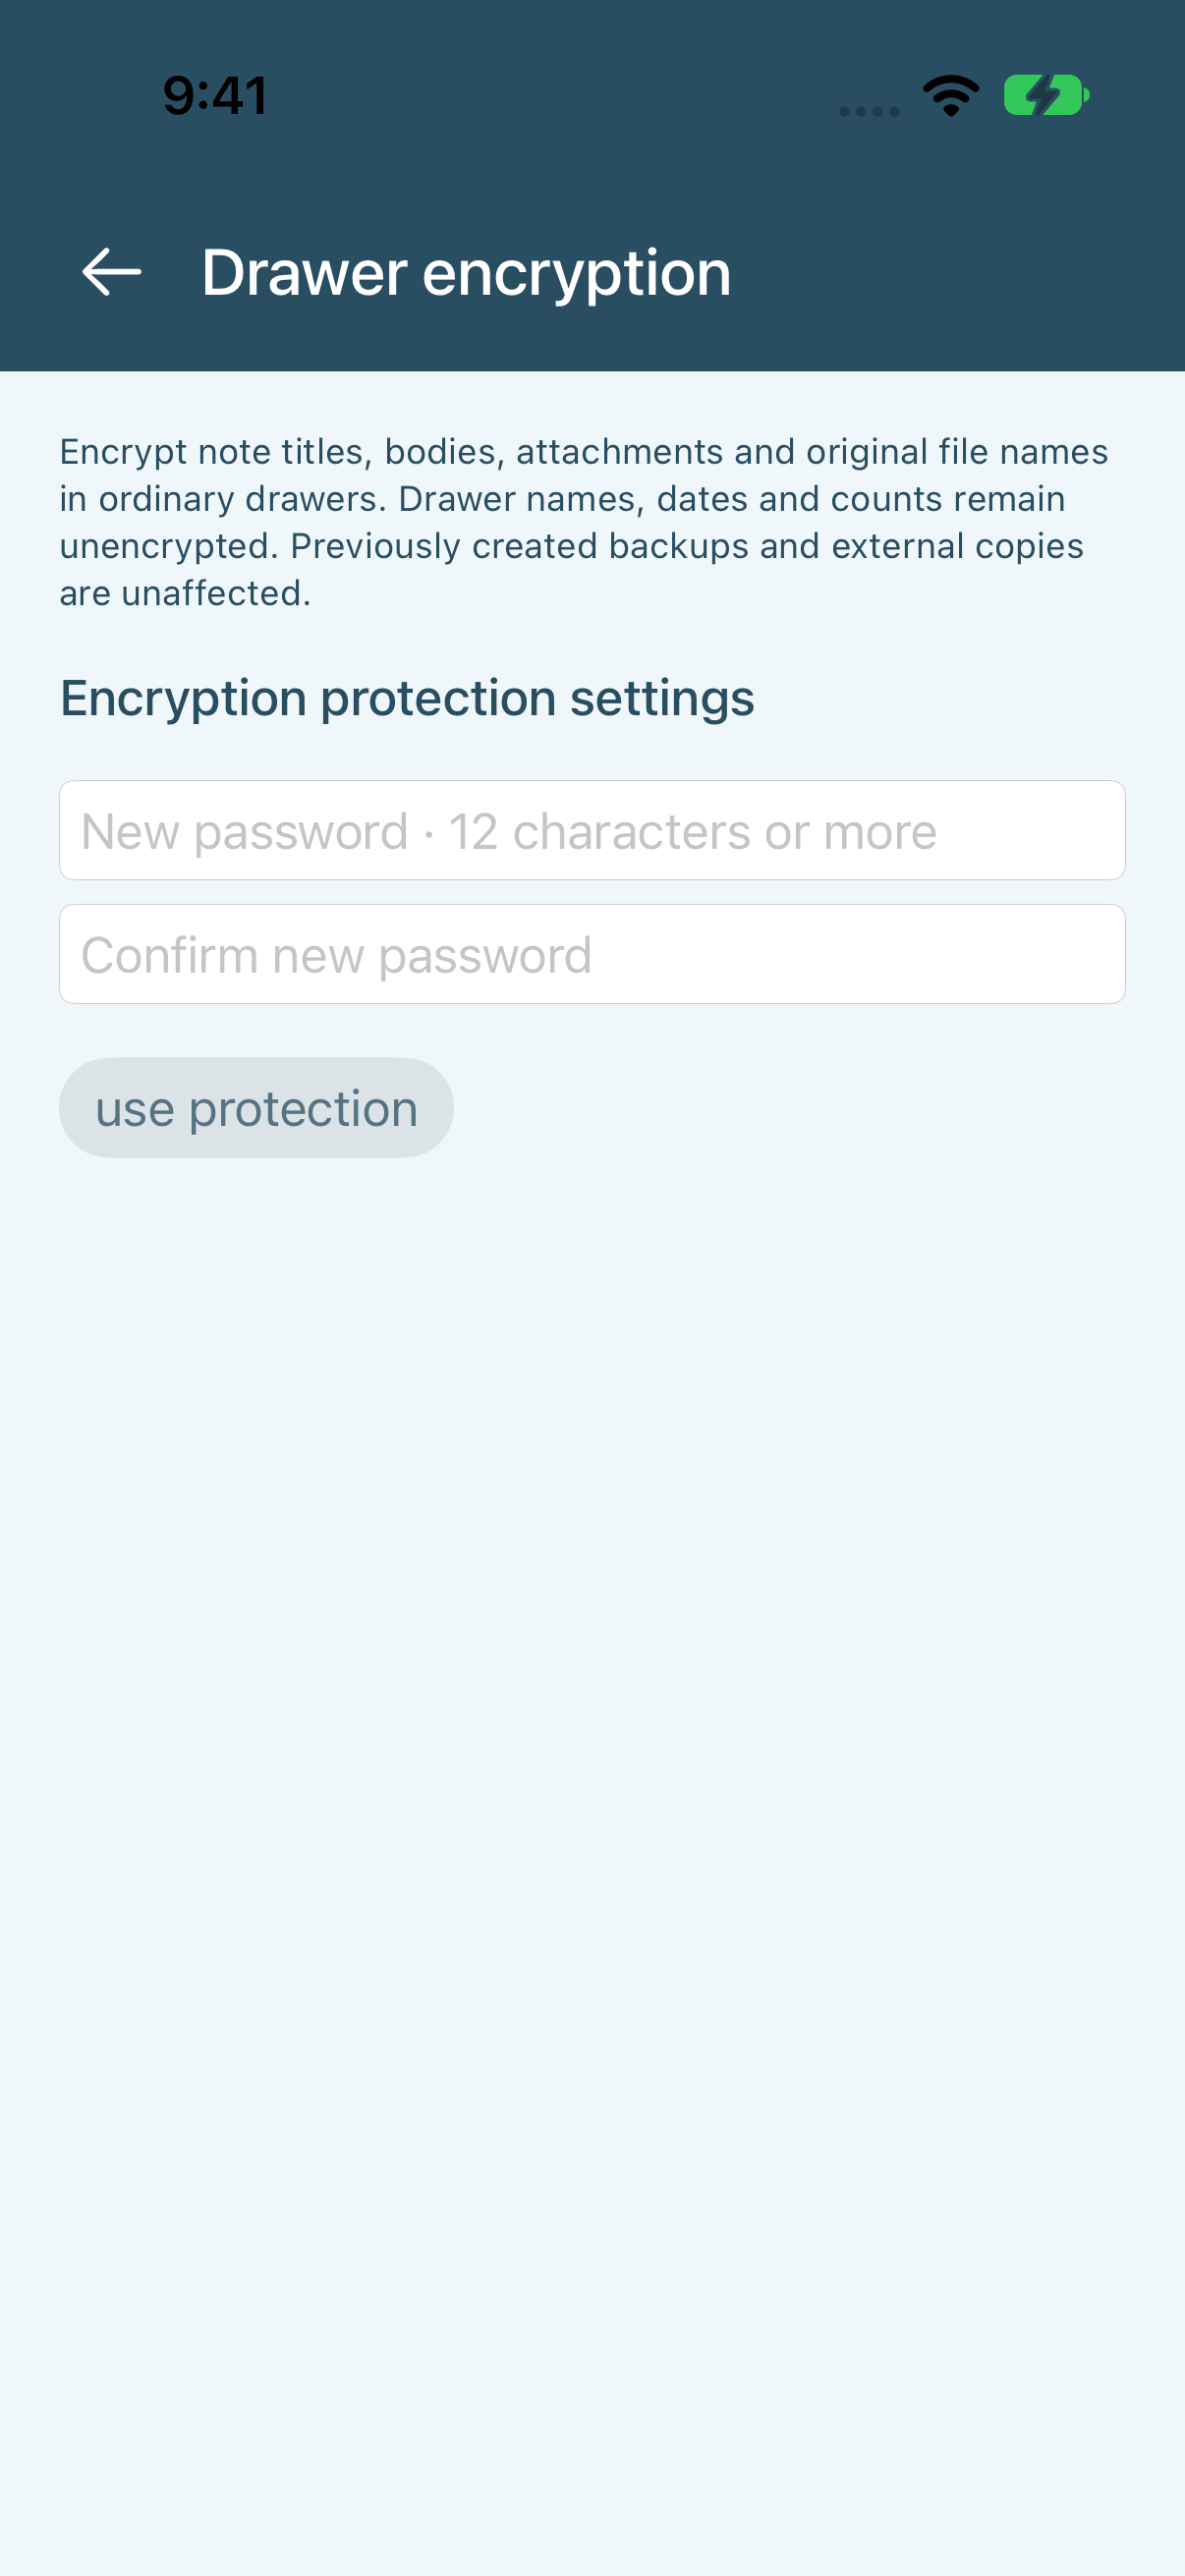 9:41
Drawer encryption
Encrypt note titles, bodies, attachments and original file names
in ordinary drawers. Drawer names, dates and counts remain
unencrypted. Previously created backups and external copies
are unaffected.
Encryption protection settings
New password · 12 characters or more
Confirm new password
use protection